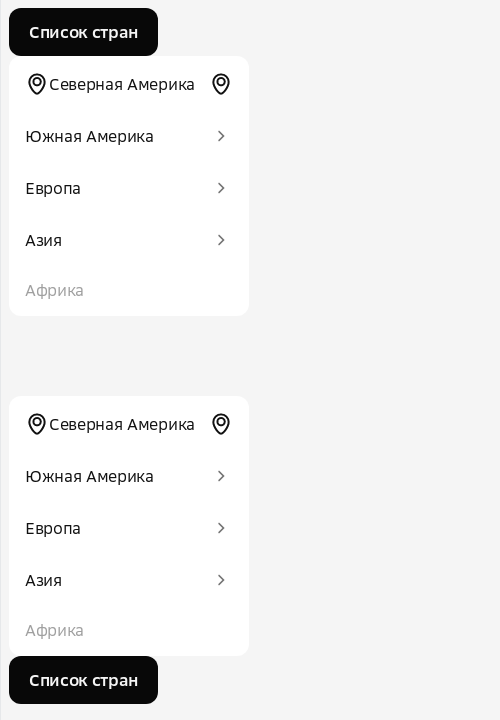 Список стран
Северная Америка
Южная Америка
Европа
Азия
Африка
Северная Америка
Южная Америка
Европа
Азия
Африка
Список стран